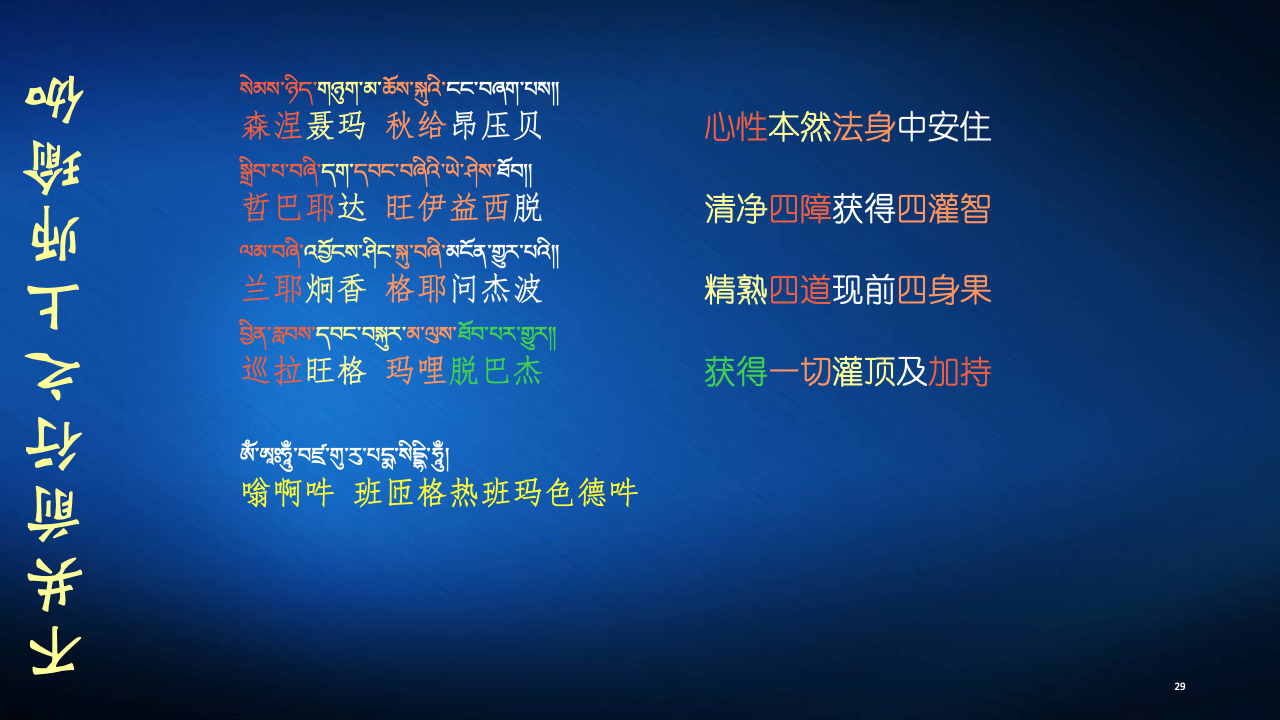 不共前行之上师瑜伽
སེམས་ཉིད་གཉུག་མ་ཆོས་སྐུའི་ངང་བཞག་པས།།
森涅聂玛 秋给昂压贝
心性本然法身中安住
སྒྲིབ་པ་བཞི་དག་དབང་བཞིའི་ཡེ་ཤེས་ཐོབ།།
哲巴耶达 旺伊益西脱
清净四障获得四灌智
ལམ་བཞི་འབྱོངས་ཤིང་སྐུ་བཞི་མངོན་གྱུར་པའི།།
兰耶炯香 格耶问杰波
精熟四道现前四身果
བྱིན་རླབས་དབང་བསྐུར་མ་ལུས་ཐོབ་པར་གྱུར།།
巡拉旺格 玛哩脱巴杰
获得一切灌顶及加持
ཨོཾ་ཨཱཿཧཱུྃ་བཛྲ་གུ་རུ་པདྨ་སིདྡྷི་ཧཱུྃ།
嗡啊吽 班匝格热班玛色德吽
29